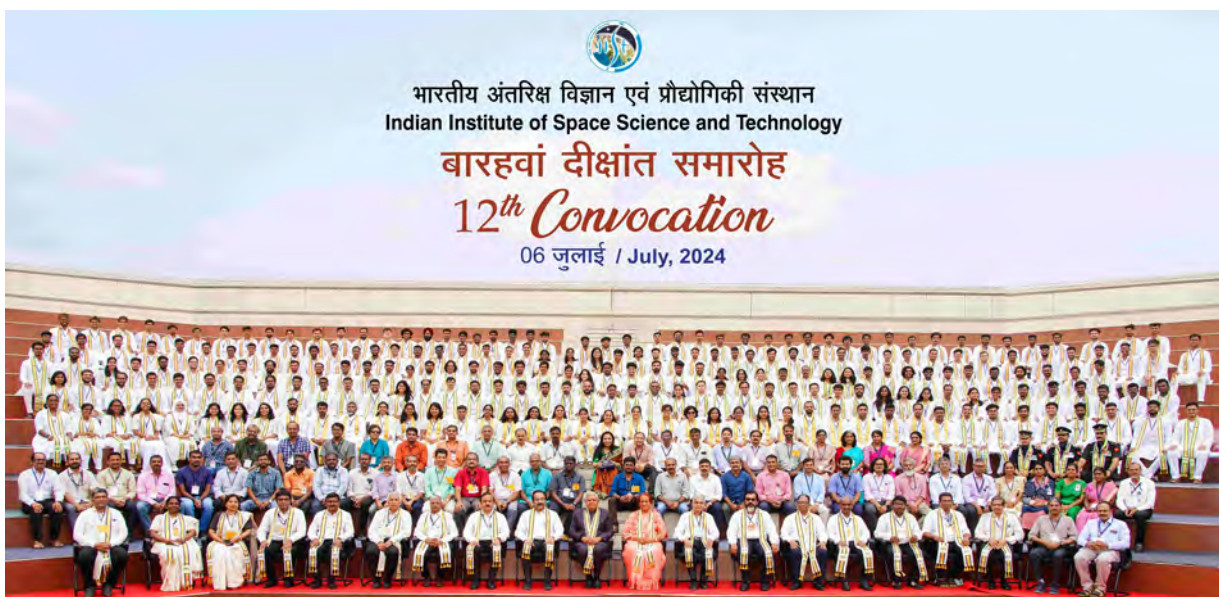 भारतीय अंतरिक्ष विज्ञान एवं प्रौद्योगिकी संस्थान
Indian Institute of Space Science and Technology
बारहवां दीक्षांत समारोह
12th Convocation
06 जुलाई / July, 2024